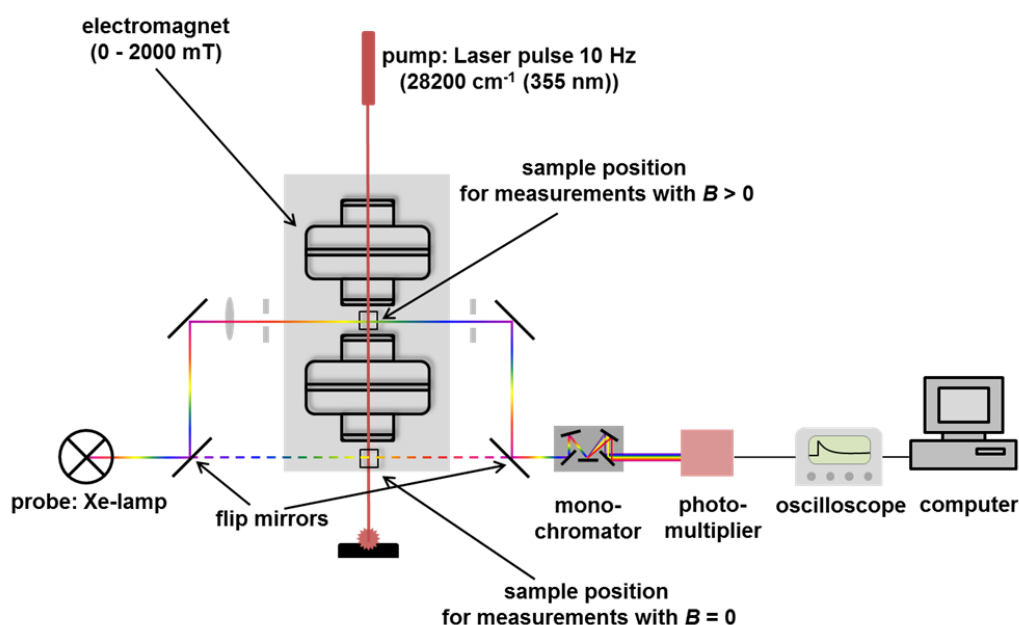 electromagnet
(0 - 2000 mT)
pump: Laser pulse 10 Hz
(28200 cm⁻¹ (355 nm))
sample position
for measurements with B > 0
probe: Xe-lamp
flip mirrors
mono-
chromator
photo-
multiplier
oscilloscope
computer
sample position
for measurements with B = 0